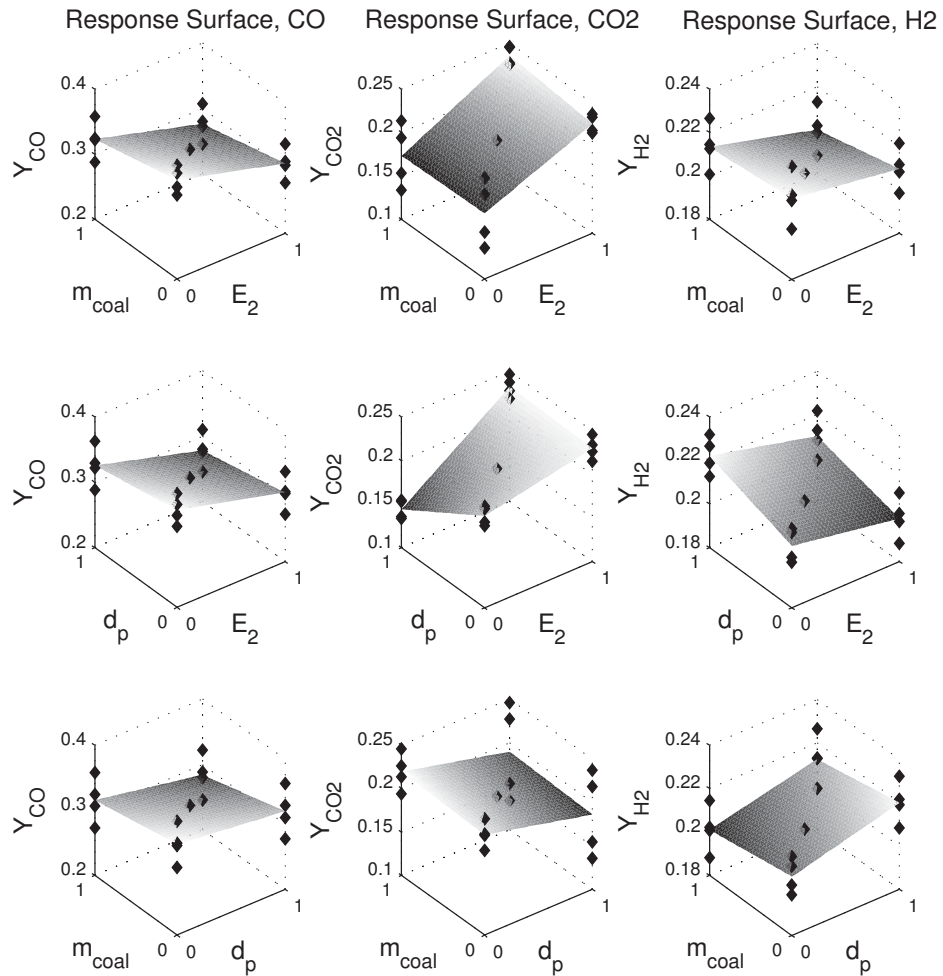 Response Surface, CO
Response Surface, CO2
Response Surface, H2
0.4
0.3
0.2
1
Y_CO
m_coal
0
0
E_2
1
0.25
0.2
0.15
0.1
1
Y_CO2
m_coal
0
0
E_2
1
0.24
0.22
0.2
0.18
1
Y_H2
m_coal
0
0
E_2
1
0.4
0.3
0.2
1
Y_CO
d_p
0
0
E_2
1
0.25
0.2
0.15
0.1
1
Y_CO2
d_p
0
0
E_2
1
0.24
0.22
0.2
0.18
1
Y_H2
d_p
0
0
E_2
1
0.4
0.3
0.2
1
Y_CO
m_coal
0
0
d_p
1
0.25
0.2
0.15
0.1
1
Y_CO2
m_coal
0
0
d_p
1
0.24
0.22
0.2
0.18
1
Y_H2
m_coal
0
0
d_p
1